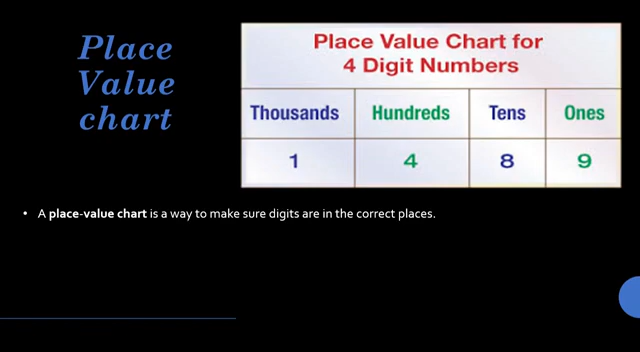 Place
Value
chart
Place Value Chart for
4 Digit Numbers
Thousands Hundreds Tens Ones
1 4 8 9
• A place-value chart is a way to make sure digits are in the correct places.